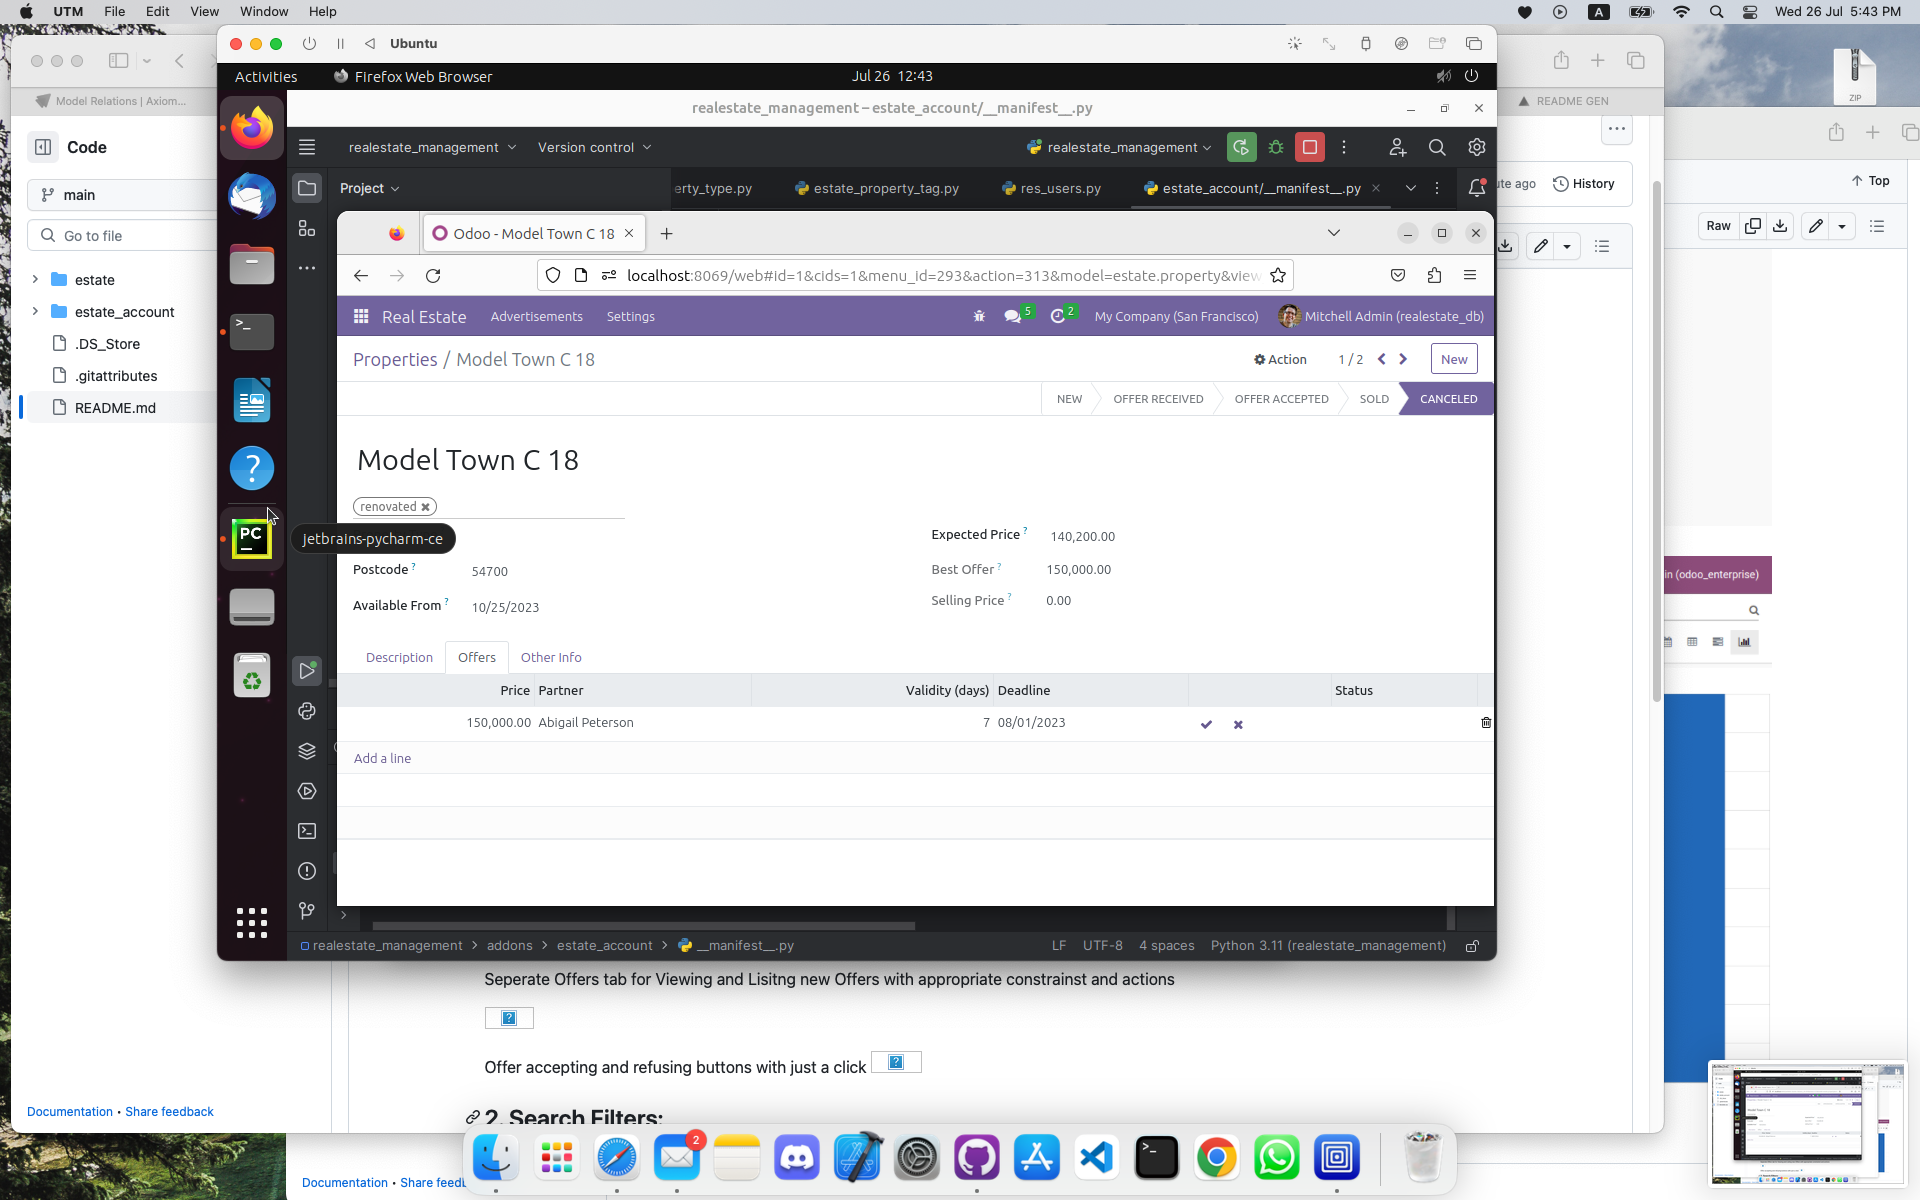 UTM File Edit View Window Help
A Wed 26 Jul 5:43 PM
Ubuntu
ZIP
Model Relations | Axiom...
README GEN
Activities Firefox Web Browser Jul 26 12:43
realestate_management – estate_account/__manifest__.py
Code
realestate_management Version control realestate_management
main
Project erty_type.py estate_property_tag.py res_users.py estate_account/__manifest__.py
ute ago History
Top
Go to file
Odoo - Model Town C 18
Raw
localhost:8069/web#id=1&cids=1&menu_id=293&action=313&model=estate.property&view
estate
estate_account
.DS_Store
.gitattributes
README.md
Real Estate Advertisements Settings 5 2 My Company (San Francisco) Mitchell Admin (realestate_db)
Properties / Model Town C 18 Action 1 / 2 New
NEW OFFER RECEIVED OFFER ACCEPTED SOLD CANCELED
Model Town C 18
renovated
PC
jetbrains-pycharm-ce
Expected Price ? 140,200.00
Postcode ? 54700
Best Offer ? 150,000.00
Available From ? 10/25/2023
Selling Price ? 0.00
in (odoo_enterprise)
Description Offers Other Info
Price Partner Validity (days) Deadline Status
150,000.00 Abigail Peterson 7 08/01/2023
Add a line
realestate_management > addons > estate_account > __manifest__.py LF UTF-8 4 spaces Python 3.11 (realestate_management)
Seperate Offers tab for Viewing and Lisitng new Offers with appropriate constrainst and actions
Offer accepting and refusing buttons with just a click
2. Search Filters:
Documentation • Share feedback
2
Documentation • Share feedb